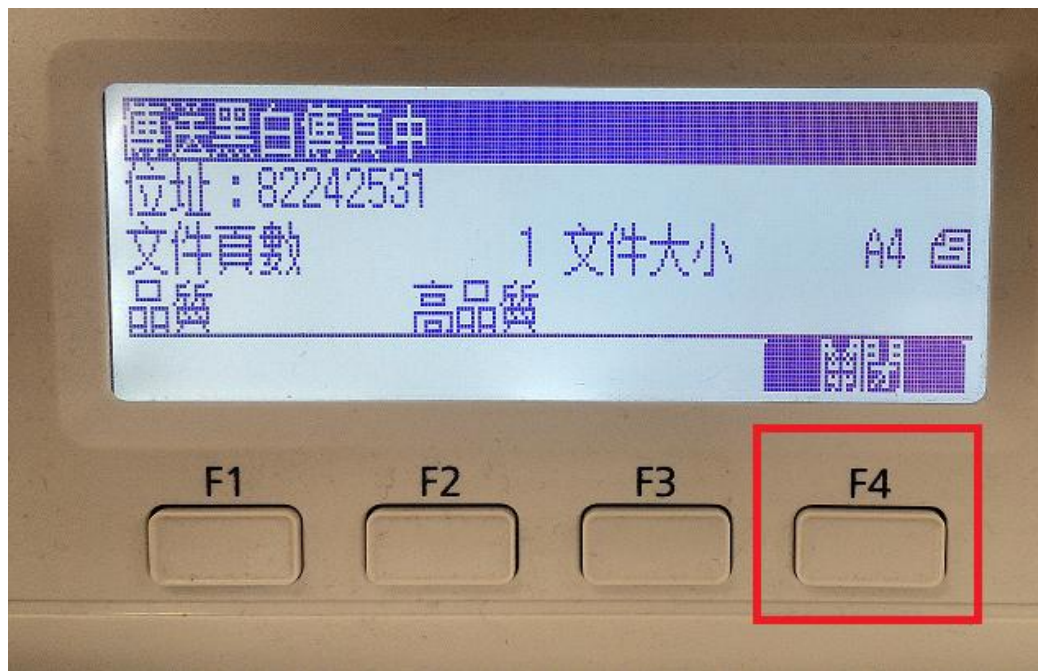 傳送黑白傳真中
位址：82242531
文件頁數 1 文件大小 A4
品質 高品質
關閉
F1 F2 F3 F4